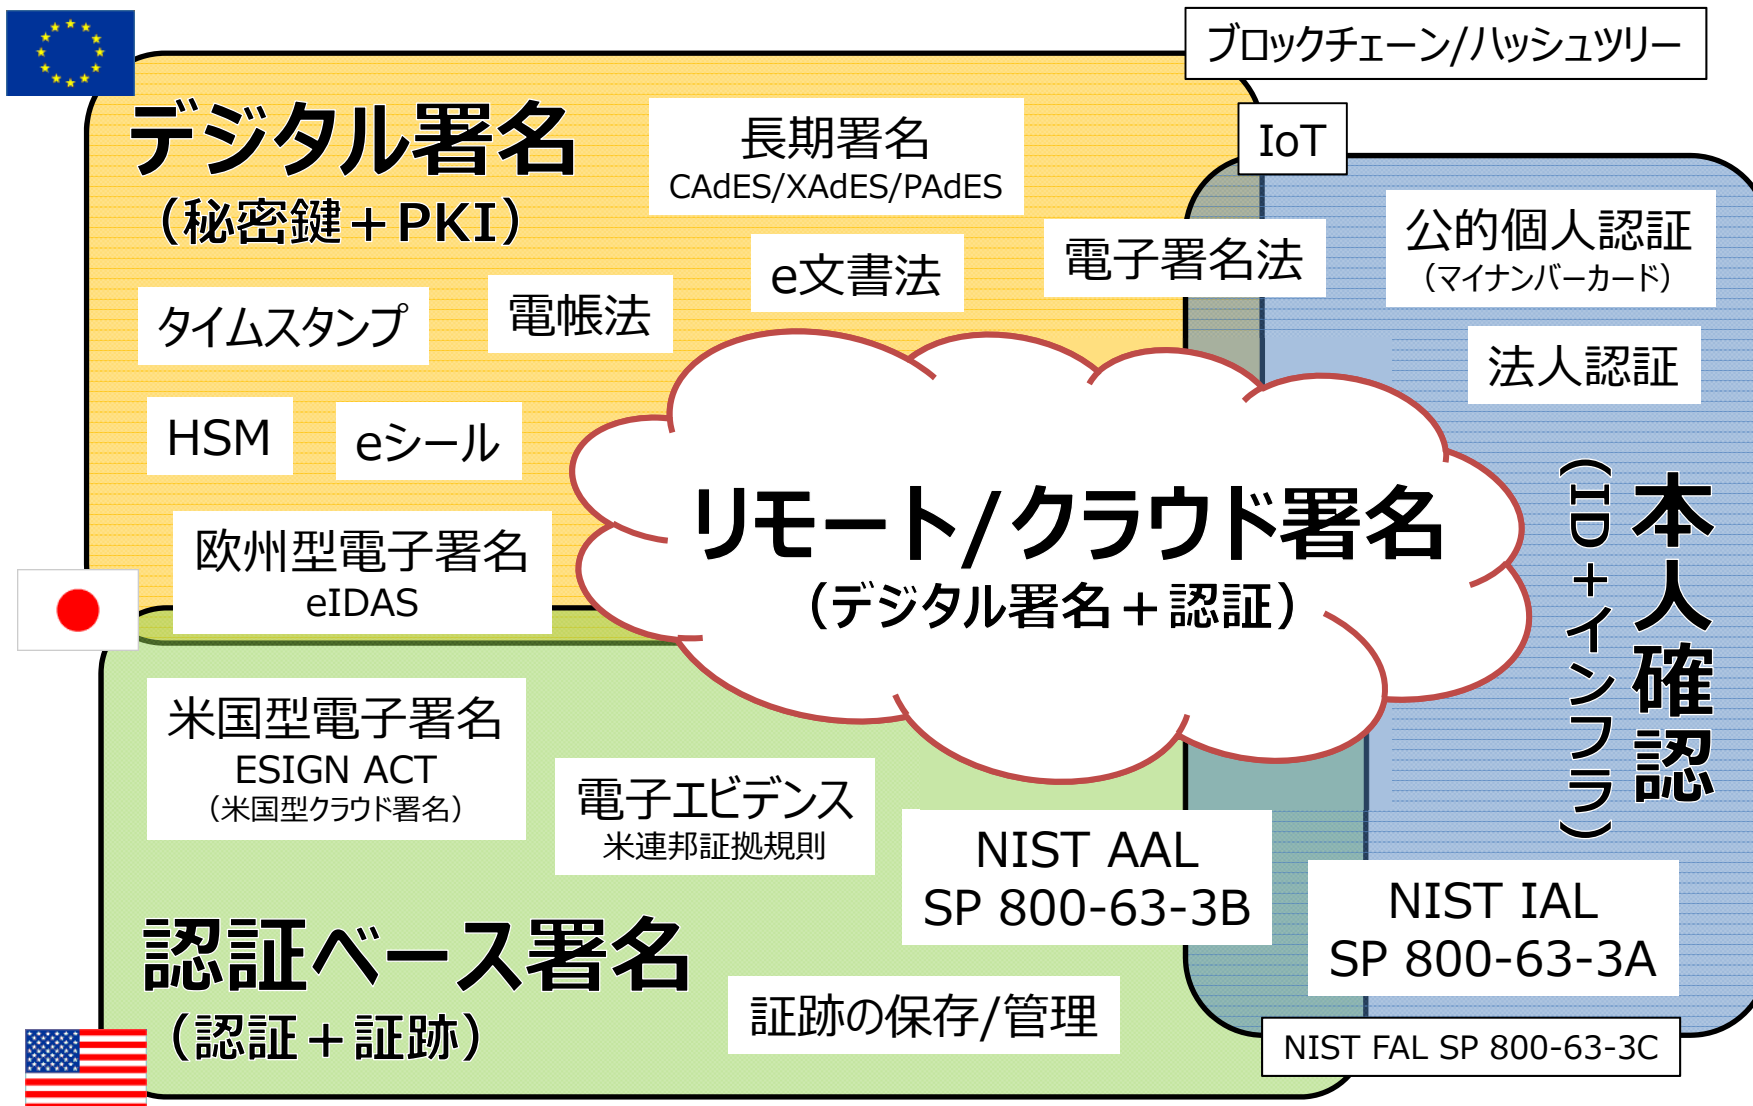 ブロックチェーン/ハッシュツリー
IoT
デジタル署名
（秘密鍵＋PKI）
長期署名
CAdES/XAdES/PAdES
電子署名法
公的個人認証
（マイナンバーカード）
e文書法
電帳法
タイムスタンプ
法人認証
HSM
eシール
欧州型電子署名
eIDAS
リモート/クラウド署名
（デジタル署名＋認証）
本人確認
（ID＋インフラ）
米国型電子署名
ESIGN ACT
（米国型クラウド署名）
電子エビデンス
米連邦証拠規則
NIST AAL
SP 800-63-3B
NIST IAL
SP 800-63-3A
認証ベース署名
（認証＋証跡）
証跡の保存/管理
NIST FAL SP 800-63-3C